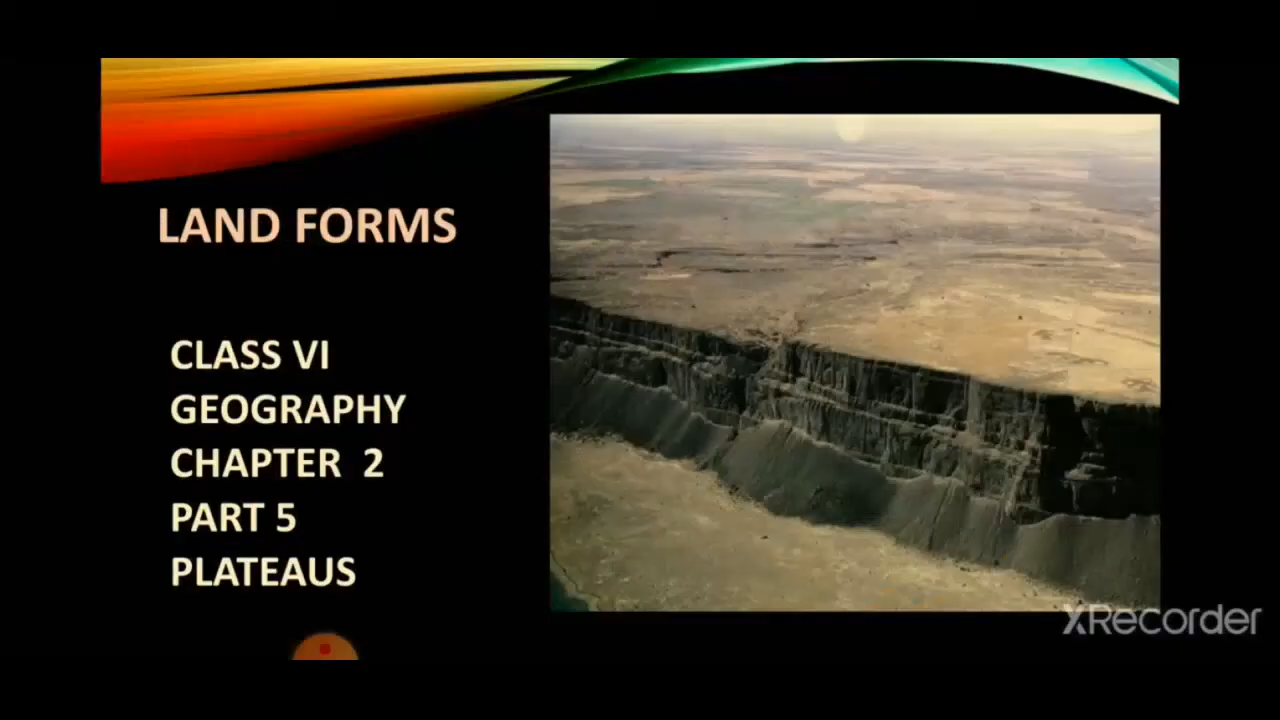 LAND FORMS
CLASS VI
GEOGRAPHY
CHAPTER 2
PART 5
PLATEAUS
XRecorder